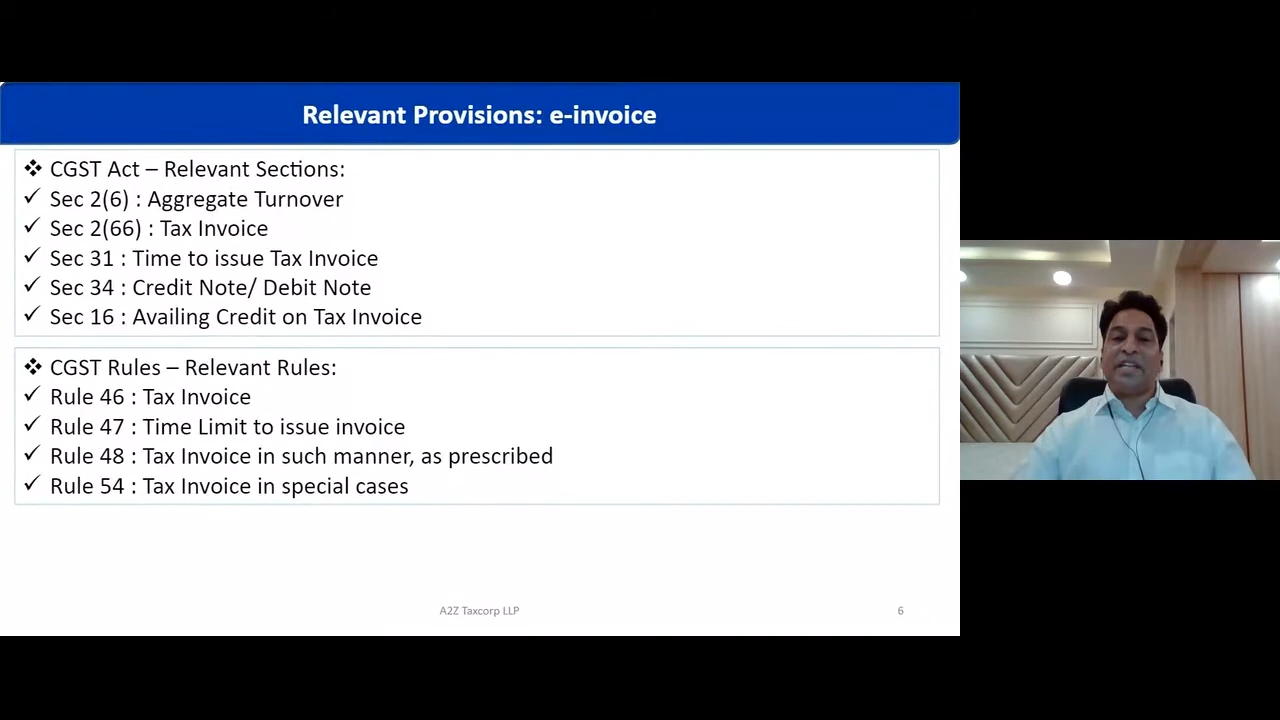 Relevant Provisions: e-invoice
❖ CGST Act – Relevant Sections:
✓ Sec 2(6) : Aggregate Turnover
✓ Sec 2(66) : Tax Invoice
✓ Sec 31 : Time to issue Tax Invoice
✓ Sec 34 : Credit Note/ Debit Note
✓ Sec 16 : Availing Credit on Tax Invoice
❖ CGST Rules – Relevant Rules:
✓ Rule 46 : Tax Invoice
✓ Rule 47 : Time Limit to issue invoice
✓ Rule 48 : Tax Invoice in such manner, as prescribed
✓ Rule 54 : Tax Invoice in special cases
A2Z Taxcorp LLP
6